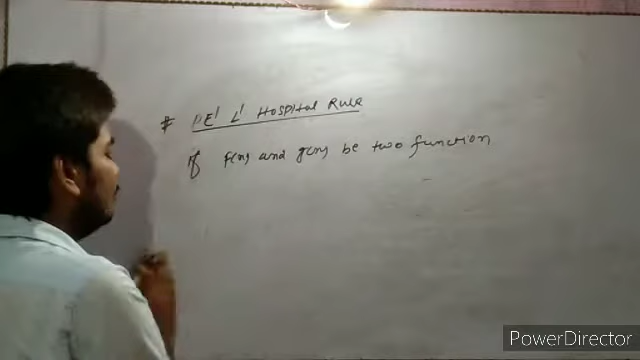 # DE' L' Hospital Rule
If f(x) and g(x) be two function
PowerDirector